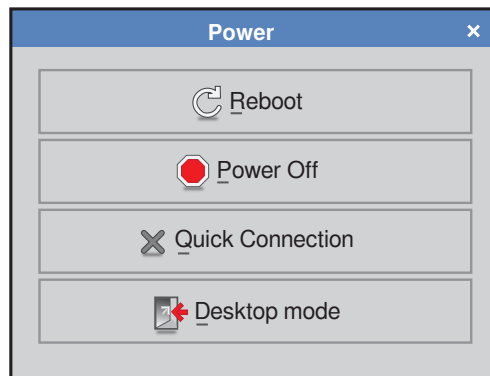 Power ×
Reboot
Power Off
Quick Connection
Desktop mode